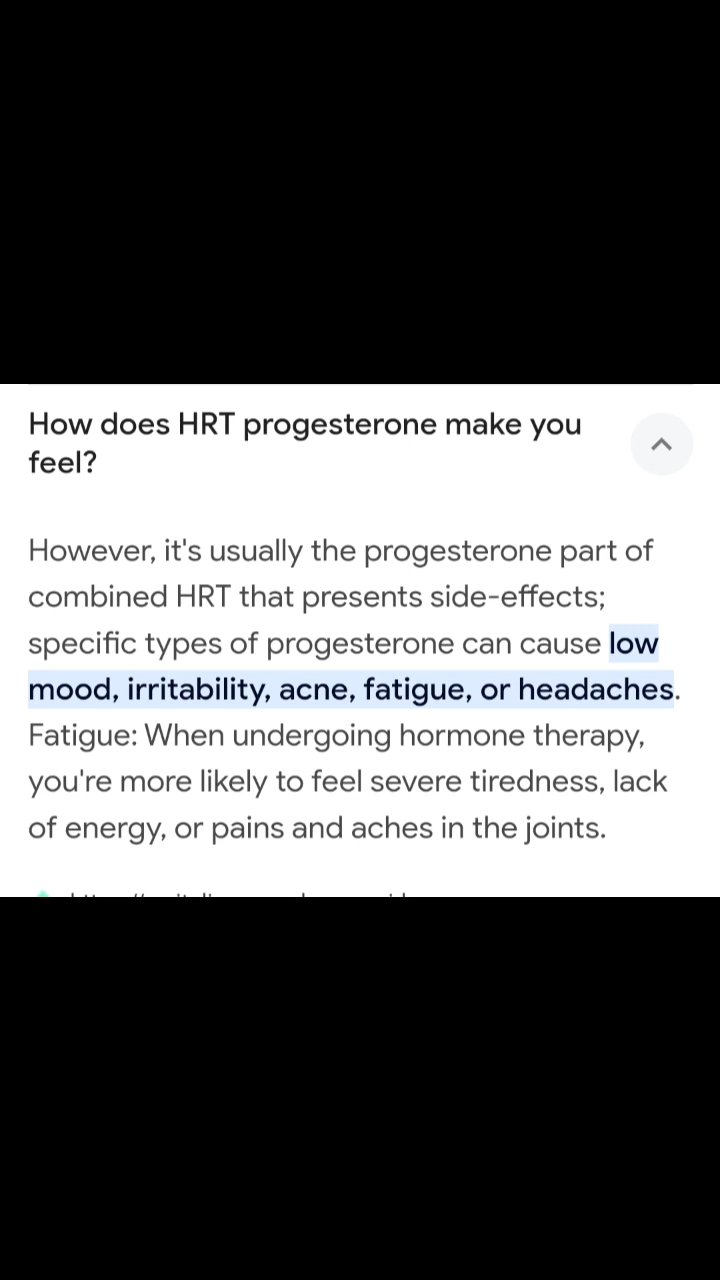 How does HRT progesterone make you
feel?
However, it's usually the progesterone part of
combined HRT that presents side-effects;
specific types of progesterone can cause low
mood, irritability, acne, fatigue, or headaches.
Fatigue: When undergoing hormone therapy,
you're more likely to feel severe tiredness, lack
of energy, or pains and aches in the joints.